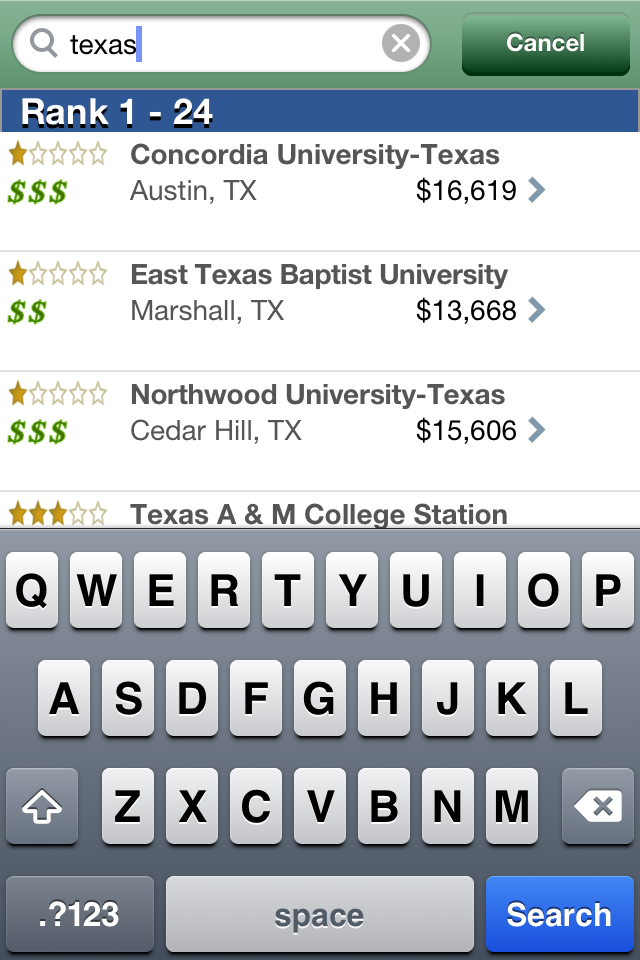 texas
Cancel
Rank 1 - 24
Concordia University-Texas
$$$ Austin, TX $16,619
East Texas Baptist University
$$ Marshall, TX $13,668
Northwood University-Texas
$$$ Cedar Hill, TX $15,606
Texas A & M College Station
Q W E R T Y U I O P
A S D F G H J K L
Z X C V B N M
.?123 space Search